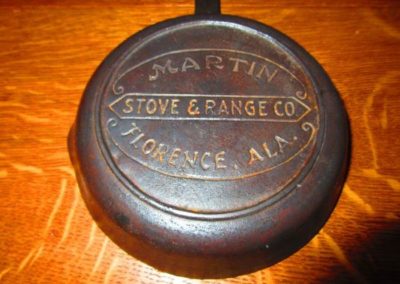 MARTIN
STOVE & RANGE CO
FLORENCE, ALA.